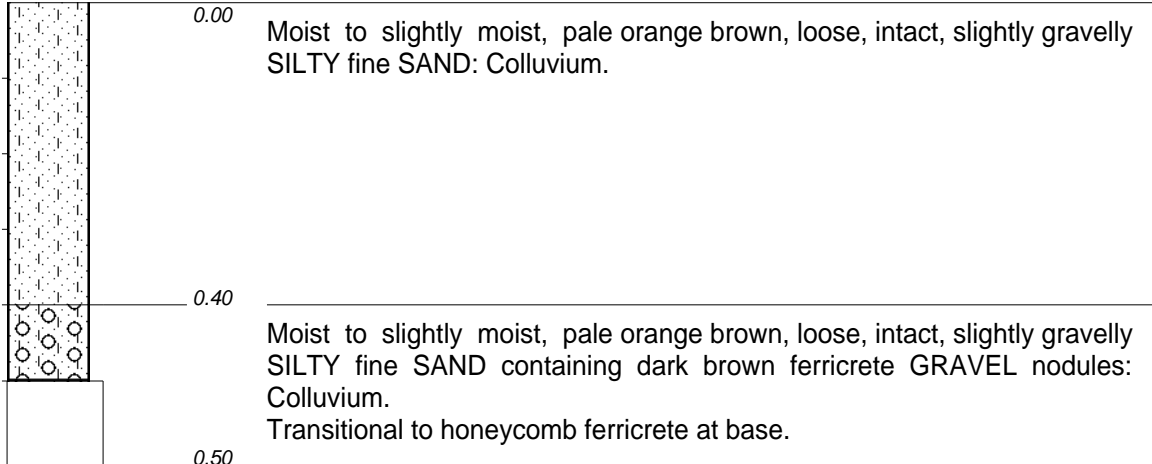 0.00
Moist to slightly moist, pale orange brown, loose, intact, slightly gravelly
SILTY fine SAND: Colluvium.
0.40
Moist to slightly moist, pale orange brown, loose, intact, slightly gravelly
SILTY fine SAND containing dark brown ferricrete GRAVEL nodules:
Colluvium.
Transitional to honeycomb ferricrete at base.
0.50